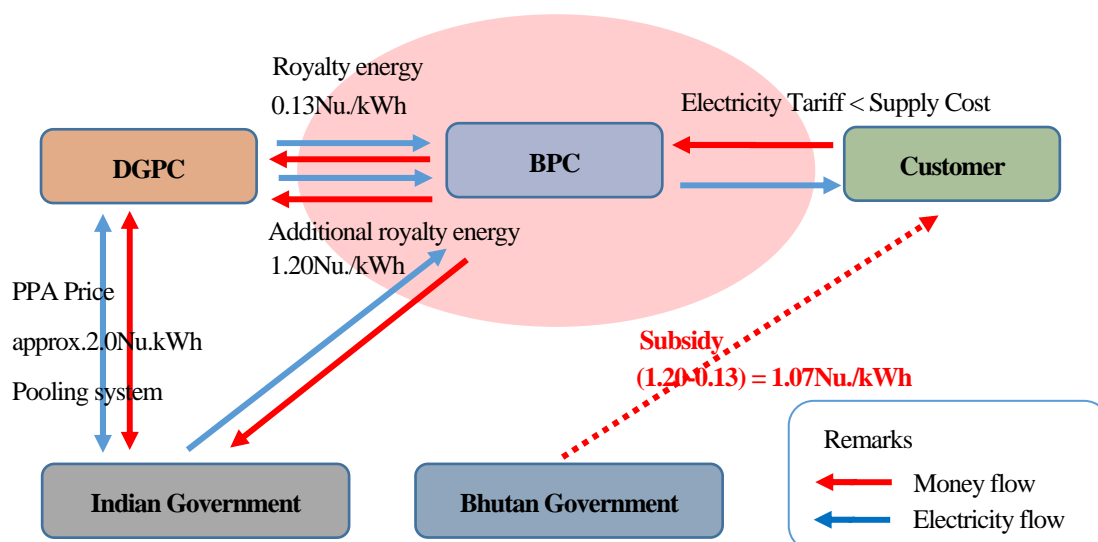 Royalty energy
0.13Nu./kWh
Electricity Tariff < Supply Cost
DGPC
BPC
Customer
Additional royalty energy
1.20Nu./kWh
PPA Price
approx.2.0Nu.kWh
Pooling system
Subsidy
(1.20-0.13) = 1.07Nu./kWh
Remarks
Money flow
Electricity flow
Indian Government
Bhutan Government